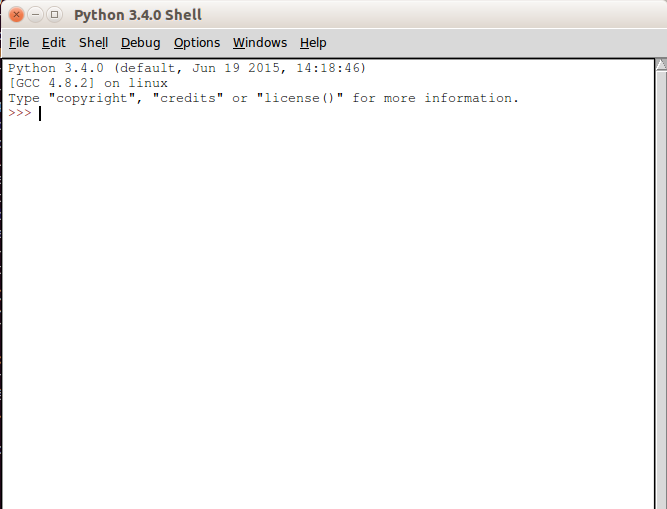 Python 3.4.0 Shell
File Edit Shell Debug Options Windows Help
Python 3.4.0 (default, Jun 19 2015, 14:18:46)
[GCC 4.8.2] on linux
Type "copyright", "credits" or "license()" for more information.
>>>